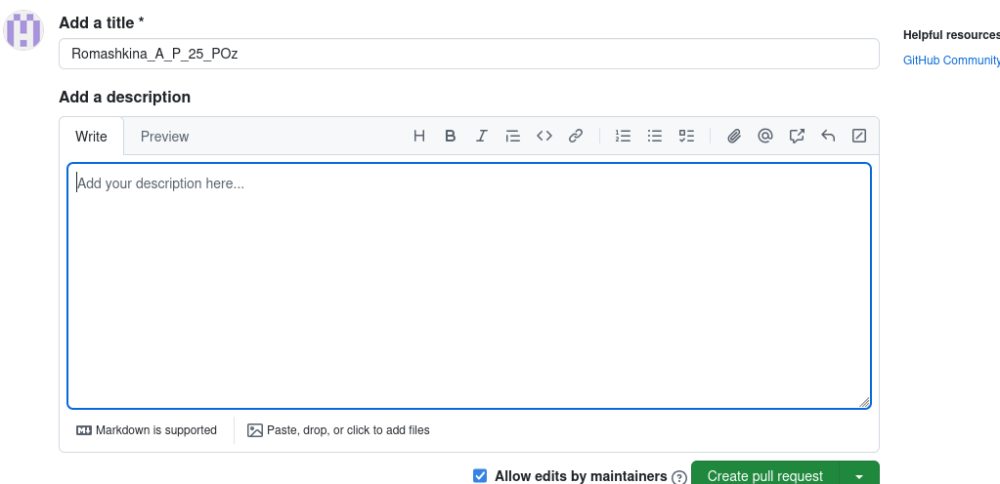 Add a title *
Helpful resources
Romashkina_A_P_25_POz
GitHub Community
Add a description
Write Preview
Add your description here...
Markdown is supported
Paste, drop, or click to add files
Allow edits by maintainers
Create pull request